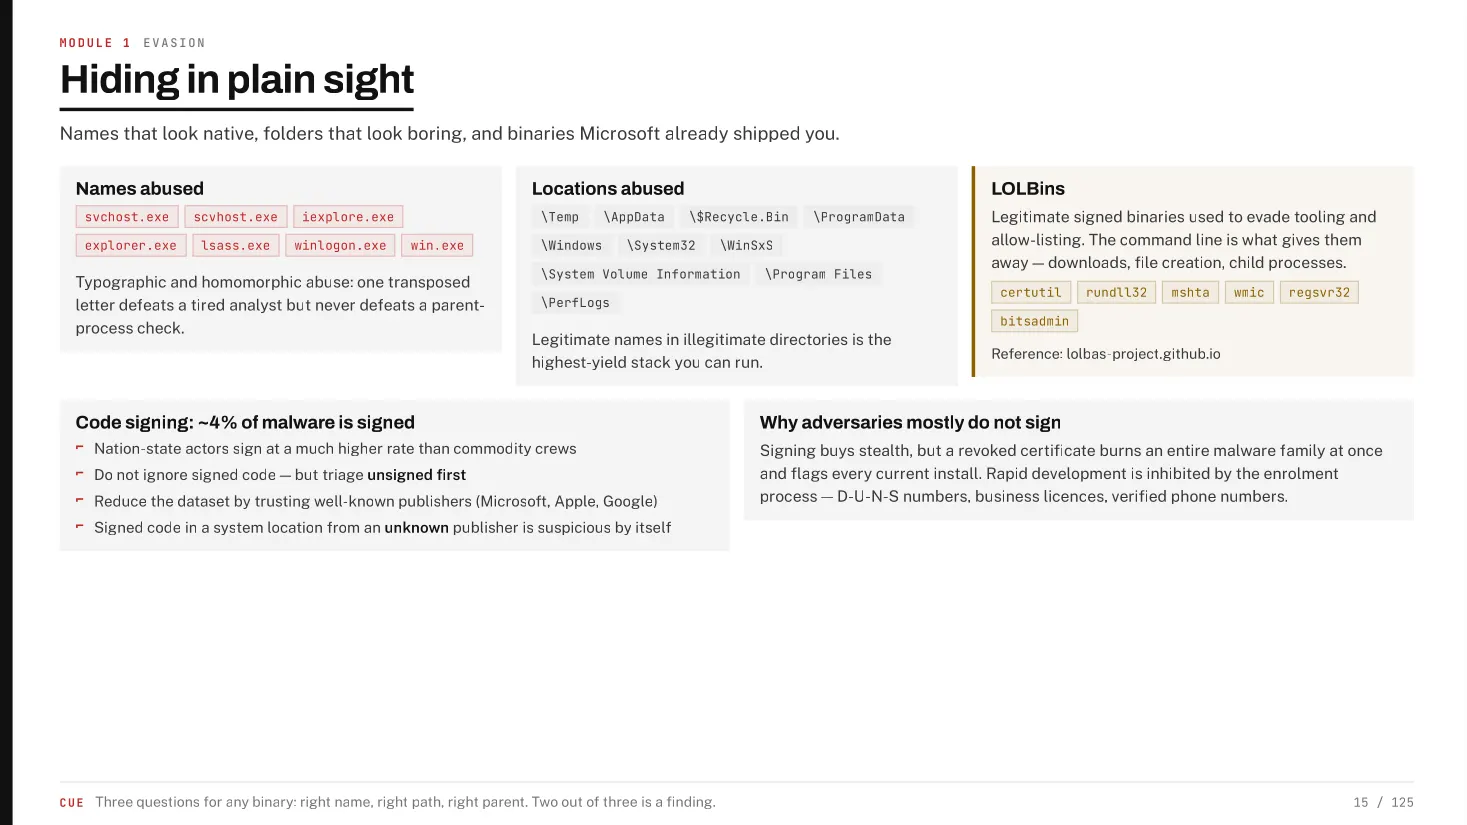 MODULE 1 EVASION
Hiding in plain sight
Names that look native, folders that look boring, and binaries Microsoft already shipped you.
Names abused
svchost.exe scvhost.exe iexplore.exe
explorer.exe lsass.exe winlogon.exe win.exe
Typographic and homomorphic abuse: one transposed
letter defeats a tired analyst but never defeats a parent-
process check.
Locations abused
\Temp \AppData \$Recycle.Bin \ProgramData
\Windows \System32 \WinSxS
\System Volume Information \Program Files
\PerfLogs
Legitimate names in illegitimate directories is the
highest-yield stack you can run.
LOLBins
Legitimate signed binaries used to evade tooling and
allow-listing. The command line is what gives them
away — downloads, file creation, child processes.
certutil rundll32 mshta wmic regsvr32
bitsadmin
Reference: lolbas-project.github.io
Code signing: ~4% of malware is signed
Nation-state actors sign at a much higher rate than commodity crews
Do not ignore signed code — but triage unsigned first
Reduce the dataset by trusting well-known publishers (Microsoft, Apple, Google)
Signed code in a system location from an unknown publisher is suspicious by itself
Why adversaries mostly do not sign
Signing buys stealth, but a revoked certificate burns an entire malware family at once
and flags every current install. Rapid development is inhibited by the enrolment
process — D-U-N-S numbers, business licences, verified phone numbers.
CUE Three questions for any binary: right name, right path, right parent. Two out of three is a finding.
15 / 125